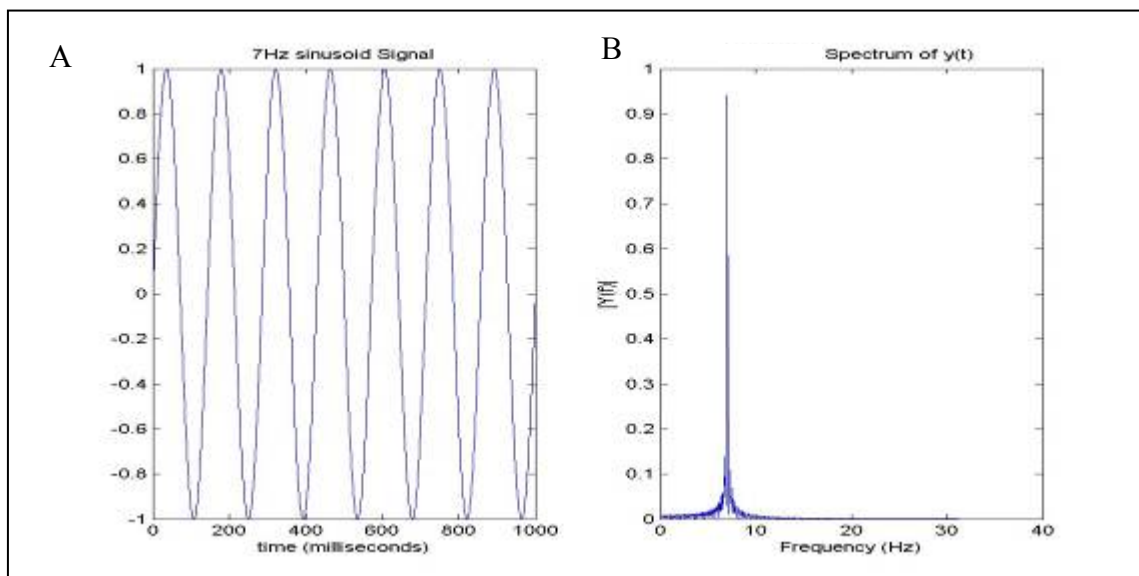 A
7Hz sinusoid Signal
1
0.8
0.6
0.4
0.2
0
-0.2
-0.4
-0.6
-0.8
-1
0 200 400 600 800 1000
time (milliseconds)
B
Spectrum of y(t)
1
0.9
0.8
0.7
0.6
0.5
0.4
0.3
0.2
0.1
0
|Y(f)|
0 10 20 30 40
Frequency (Hz)